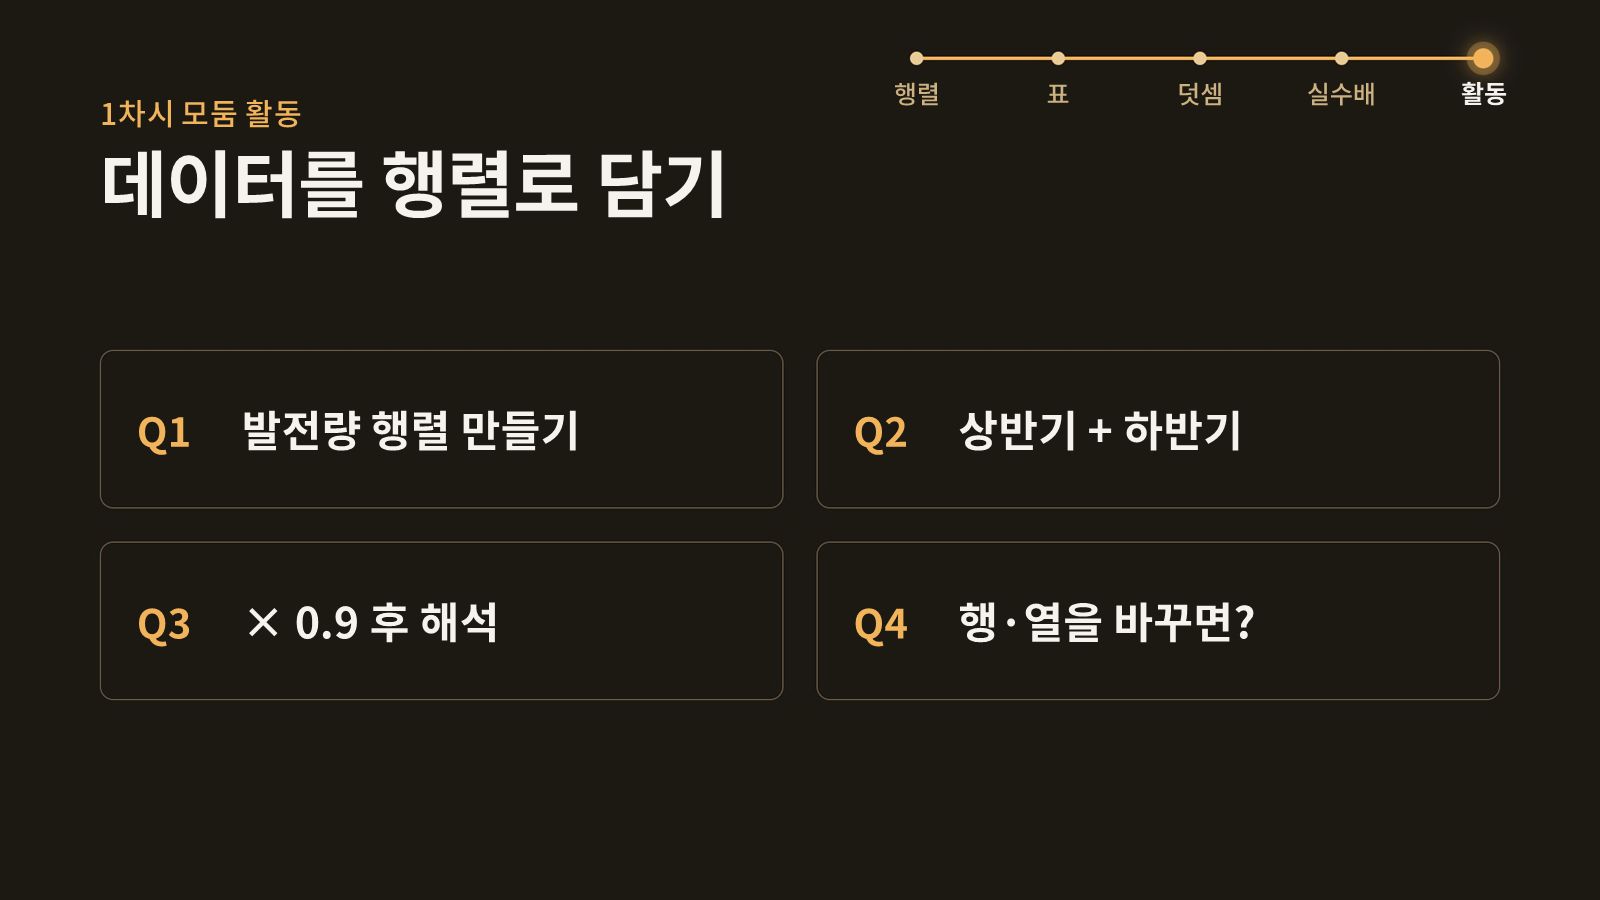 행렬
표
덧셈
실수배
활동
1차시 모둠 활동
데이터를 행렬로 담기
Q1 발전량 행렬 만들기
Q2 상반기 + 하반기
Q3 × 0.9 후 해석
Q4 행·열을 바꾸면?